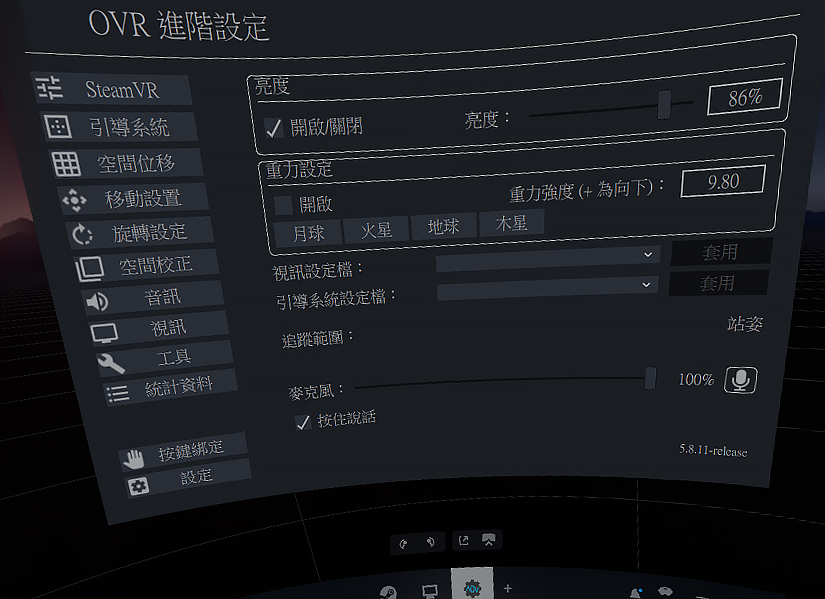 OVR 進階設定
SteamVR
引導系統
空間位移
移動設置
旋轉設定
空間校正
音訊
視訊
工具
統計資料
按鍵綁定
設定
亮度
開啟/關閉
亮度：
86%
重力設定
開啟
重力強度 (+ 為向下)：
9.80
月球
火星
地球
木星
視訊設定檔：
套用
引導系統設定檔：
套用
追蹤範圍：
站姿
麥克風：
100%
按住說話
5.8.11-release